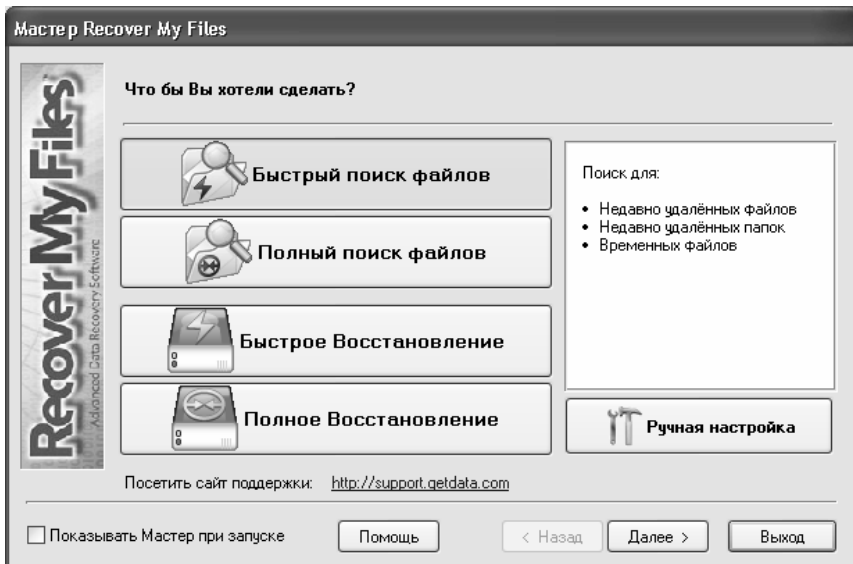 Мастер Recover My Files
Что бы Вы хотели сделать?
Recover My Files
Advanced Data Recovery Software
Быстрый поиск файлов
Полный поиск файлов
Быстрое Восстановление
Полное Восстановление
Поиск для:
• Недавно удалённых файлов
• Недавно удалённых папок
• Временных файлов
Ручная настройка
Посетить сайт поддержки: http://support.getdata.com
Показывать Мастер при запуске
Помощь
< Назад
Далее >
Выход